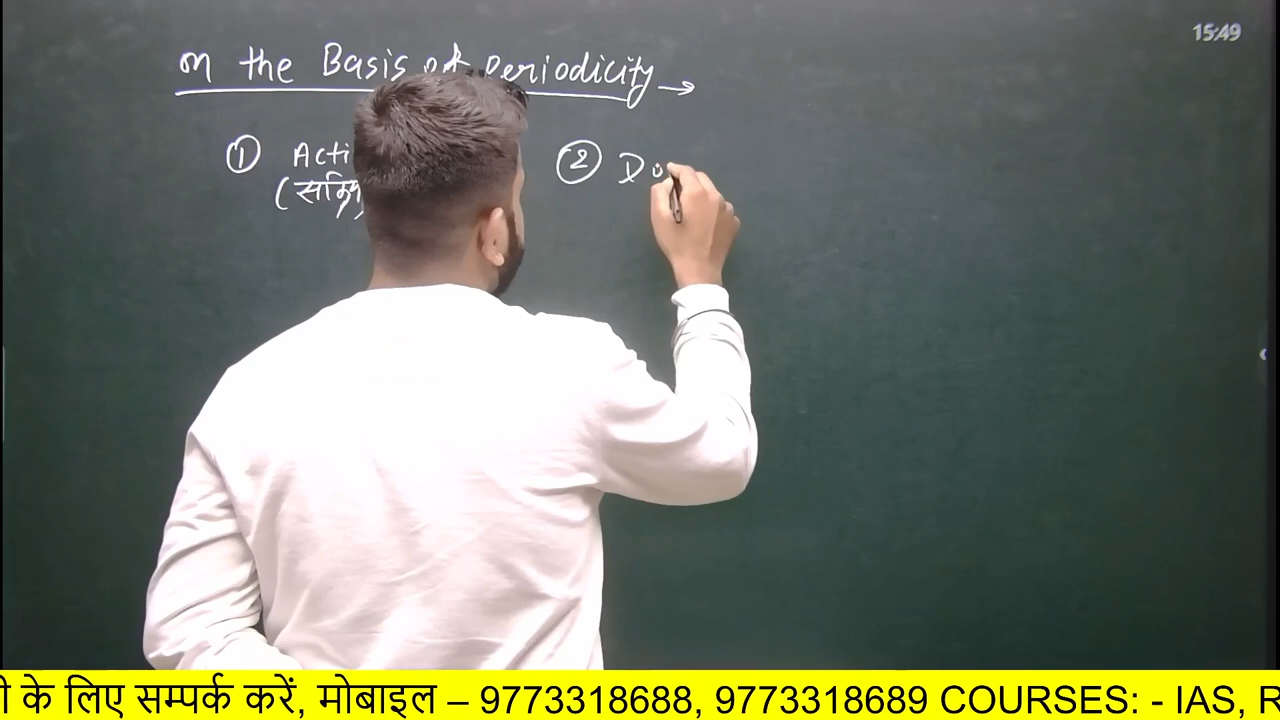 15:49
on the Basis of Periodicity →
① Acti ② Do
(सक्रिय
ी के लिए सम्पर्क करें, मोबाइल – 9773318688, 9773318689 COURSES: - IAS, R